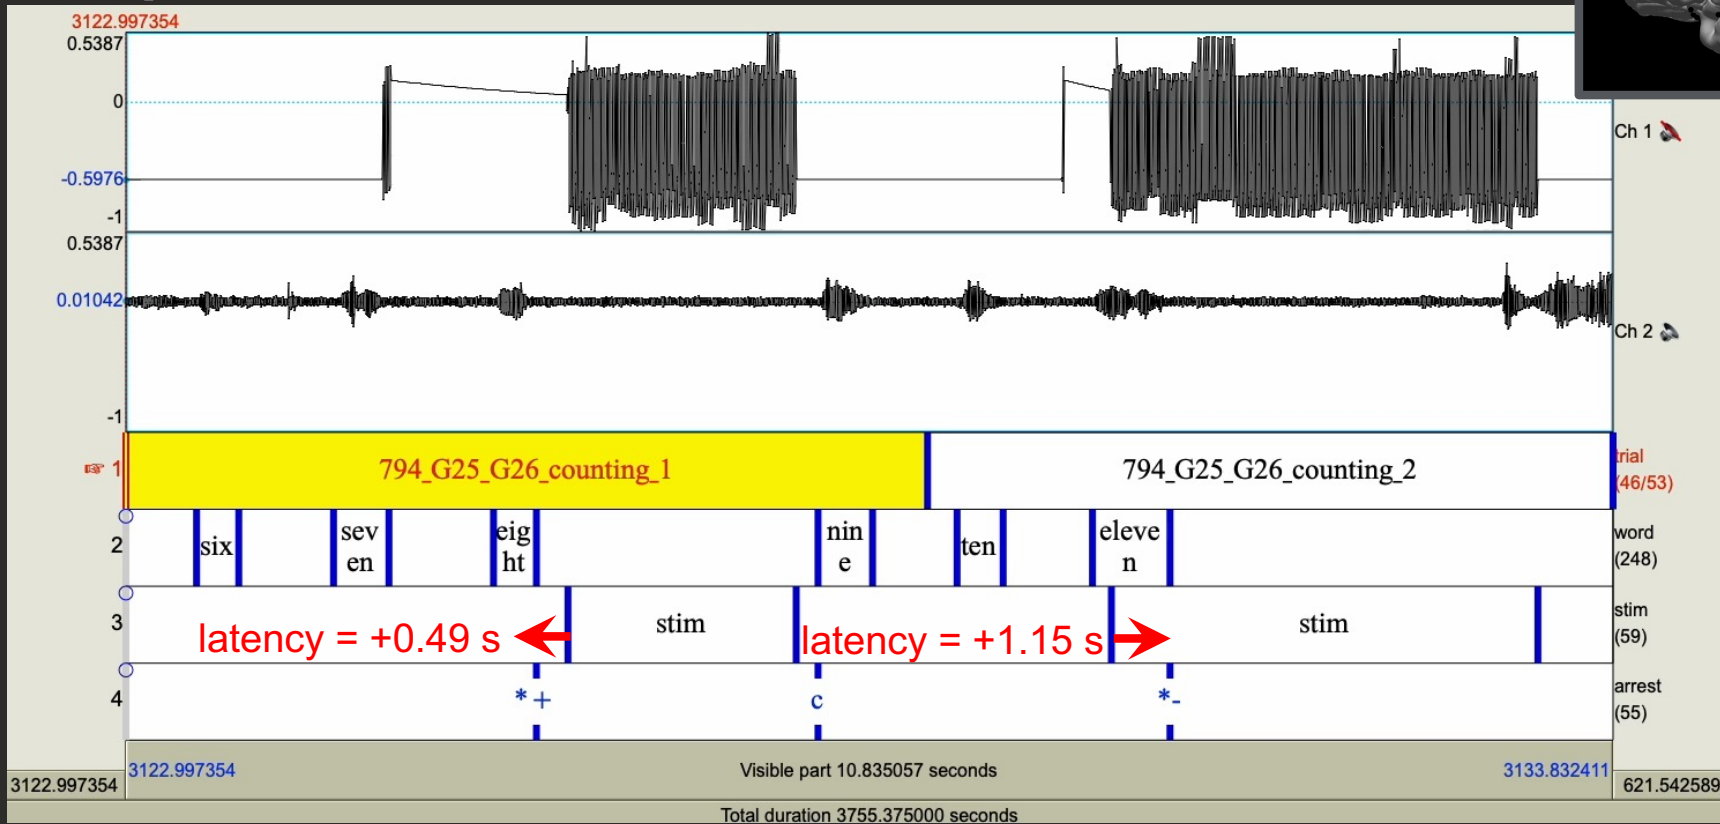 3122.997354
0.5387
0
-0.5976
-1
Ch 1
0.5387
0.01042
-1
Ch 2
1
794_G25_G26_counting_1
794_G25_G26_counting_2
trial
(46/53)
2
six
sev
en
eig
ht
nin
e
ten
eleve
n
word
(248)
3
latency = +0.49 s
stim
latency = +1.15 s
stim
stim
(59)
4
*+
c
*-
arrest
(55)
3122.997354
Visible part 10.835057 seconds
3133.832411
3122.997354
621.542589
Total duration 3755.375000 seconds